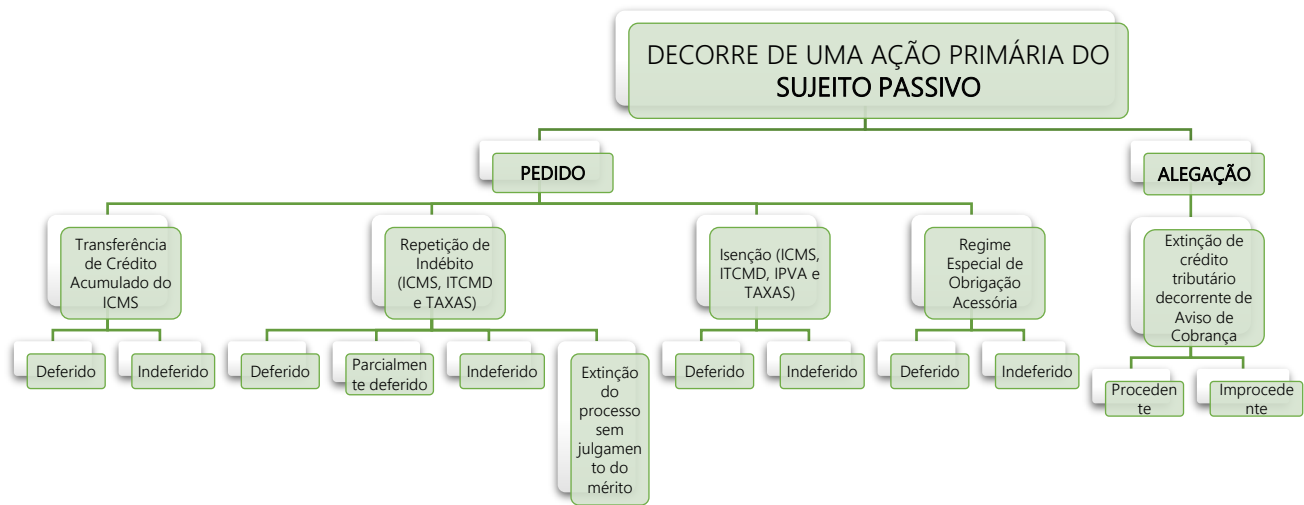 DECORRE DE UMA AÇÃO PRIMÁRIA DO
SUJEITO PASSIVO
PEDIDO
ALEGAÇÃO
Transferência
de Crédito
Acumulado do
ICMS
Repetição de
Indébito
(ICMS, ITCMD
e TAXAS)
Isenção (ICMS,
ITCMD, IPVA e
TAXAS)
Regime
Especial de
Obrigação
Acessória
Extinção de
crédito
tributário
decorrente de
Aviso de
Cobrança
Deferido
Indeferido
Deferido
Parcialmen
te deferido
Indeferido
Extinção
do
processo
sem
julgamen
to do
mérito
Deferido
Indeferido
Deferido
Indeferido
Proceden
te
Improcede
nte